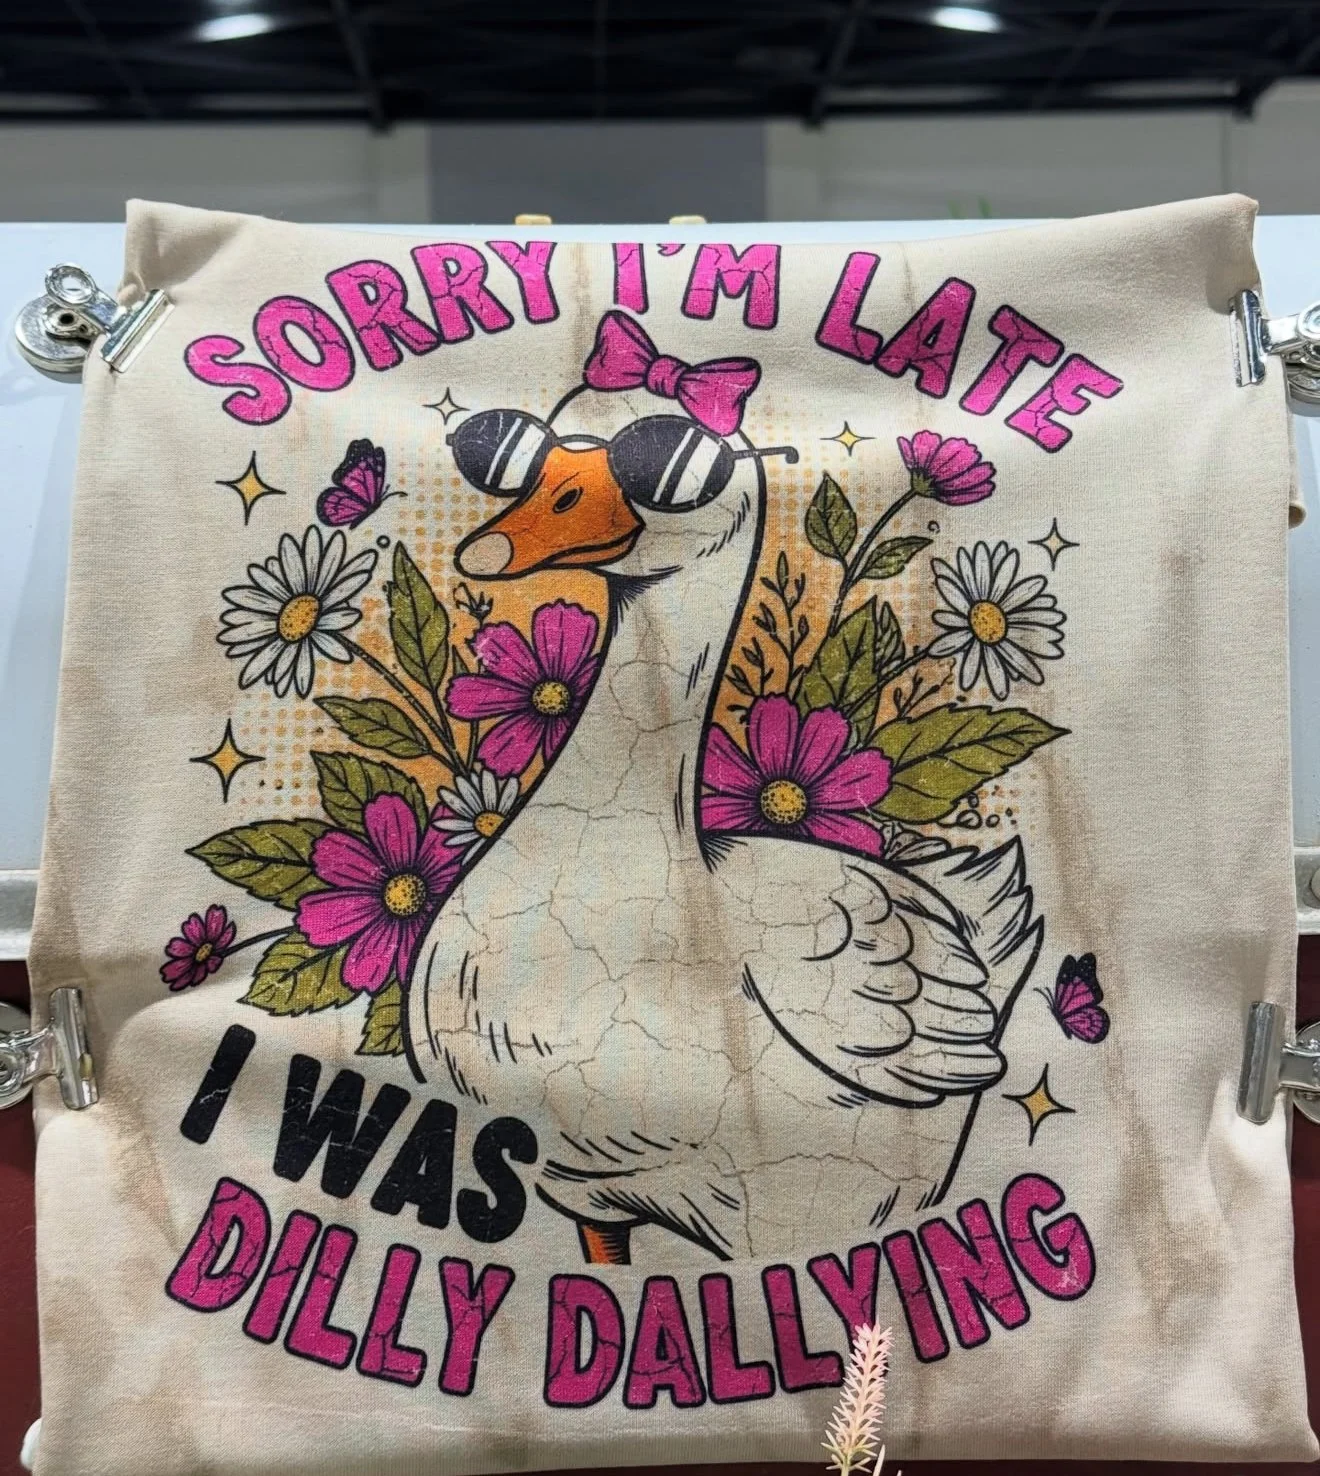 SORRY I'M LATE
I WAS
DILLY DALLYING